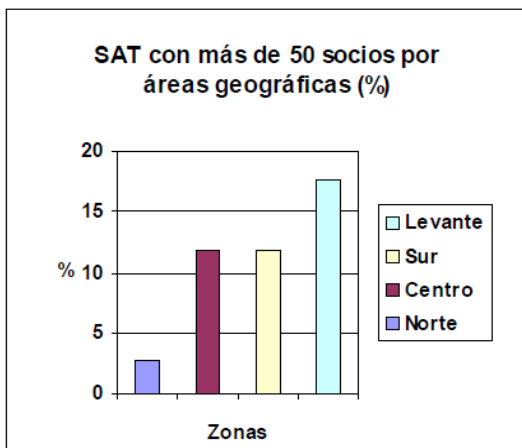 SAT con más de 50 socios por
áreas geográficas (%)
20
15
% 10
5
0
Zonas
Levante
Sur
Centro
Norte